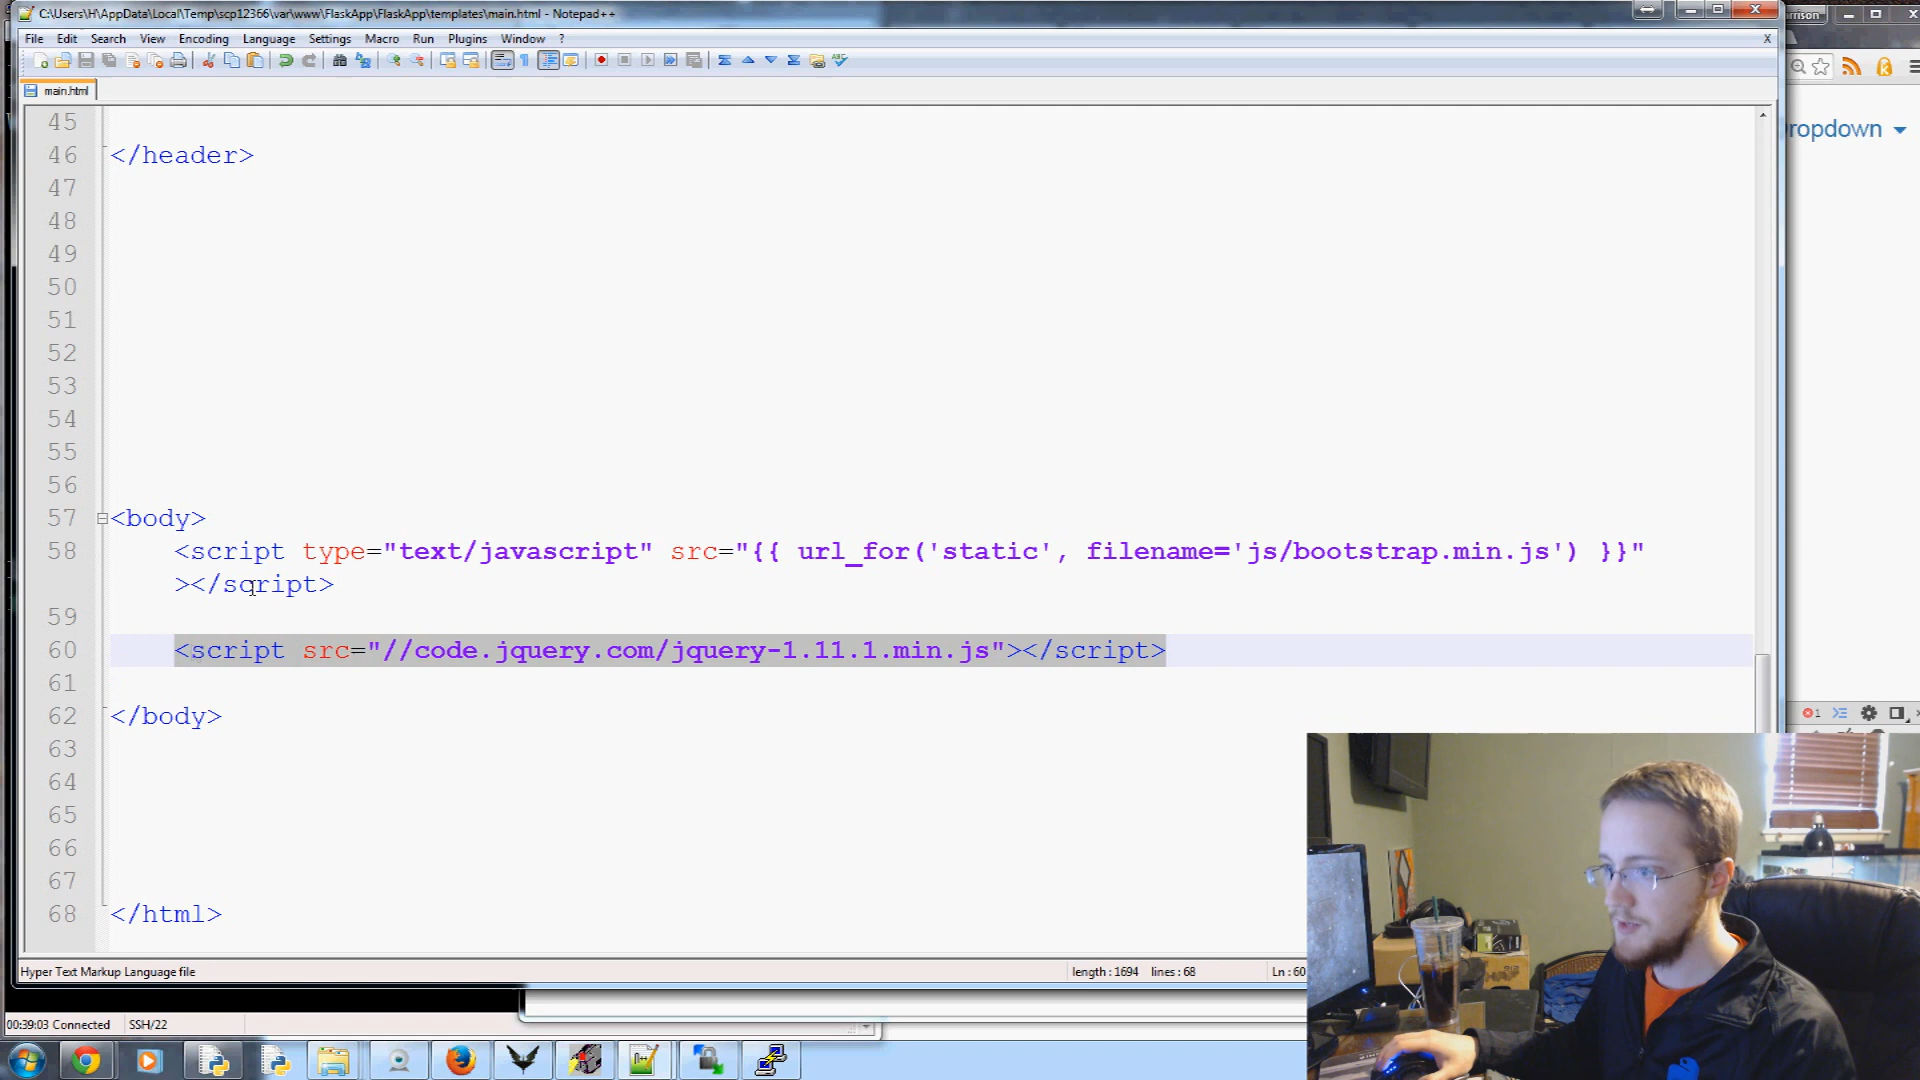 C:\Users\H\AppData\Local\Temp\scp12366\var\www\FlaskApp\FlaskApp\templates\main.html - Notepad++
rrison
File Edit Search View Encoding Language Settings Macro Run Plugins Window ?
X
main.html
ropdown
45
46 </header>
47
48
49
50
51
52
53
54
55
56
57 <body>
58 <script type="text/javascript" src="{{ url_for('static', filename='js/bootstrap.min.js') }}"
></script>
59
60 <script src="//code.jquery.com/jquery-1.11.1.min.js"></script>
61
62 </body>
63
64
65
66
67
68 </html>
1
Hyper Text Markup Language file length : 1694 lines : 68 Ln : 60
00:39:03 Connected SSH/22